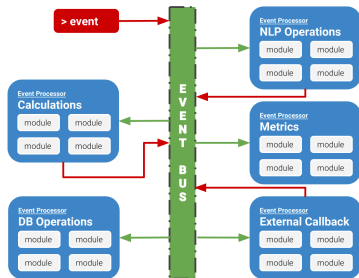 > event
Event Processor
NLP Operations
module module
module module
Event Processor
Calculations
module module
module module
EVENT BUS
Event Processor
Metrics
module module
module module
Event Processor
DB Operations
module module
module module
Event Processor
External Callback
module module
module module